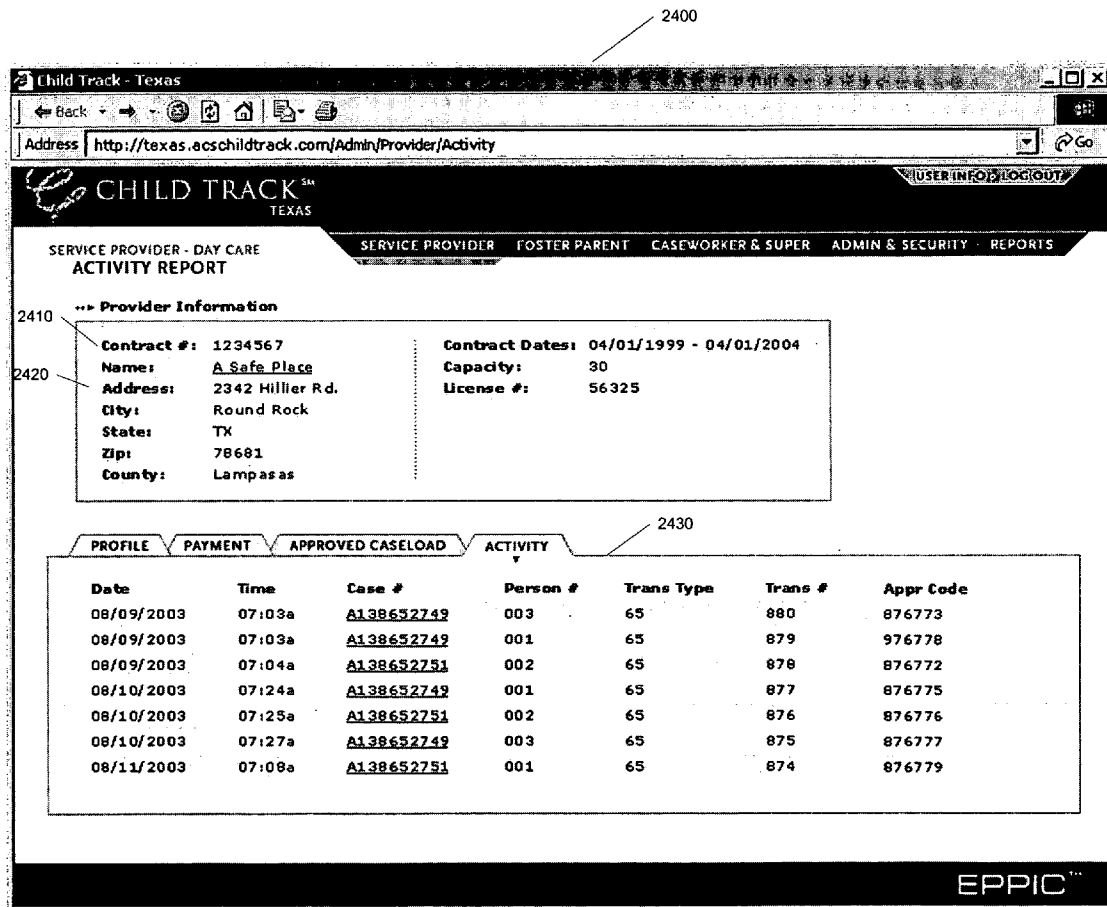 2400
Child Track - Texas
Back
Address http://texas.acschildtrack.com/Admin/Provider/Activity Go
CHILD TRACK SM
TEXAS
USER INFO LOG OUT
SERVICE PROVIDER - DAY CARE
ACTIVITY REPORT
SERVICE PROVIDER FOSTER PARENT CASEWORKER & SUPER ADMIN & SECURITY REPORTS
Provider Information
2410
Contract #: 1234567 Contract Dates: 04/01/1999 - 04/01/2004
Name: A Safe Place Capacity: 30
2420
Address: 2342 Hillier Rd. License #: 56325
City: Round Rock
State: TX
Zip: 78681
County: Lampasas
2430
PROFILE PAYMENT APPROVED CASELOAD ACTIVITY
Date Time Case # Person # Trans Type Trans # Appr Code
08/09/2003 07:03a A138652749 003 65 880 876773
08/09/2003 07:03a A138652749 001 65 879 976778
08/09/2003 07:04a A138652751 002 65 878 876772
08/10/2003 07:24a A138652749 001 65 877 876775
08/10/2003 07:25a A138652751 002 65 876 876776
08/10/2003 07:27a A138652749 003 65 875 876777
08/11/2003 07:08a A138652751 001 65 874 876779
EPPIC™